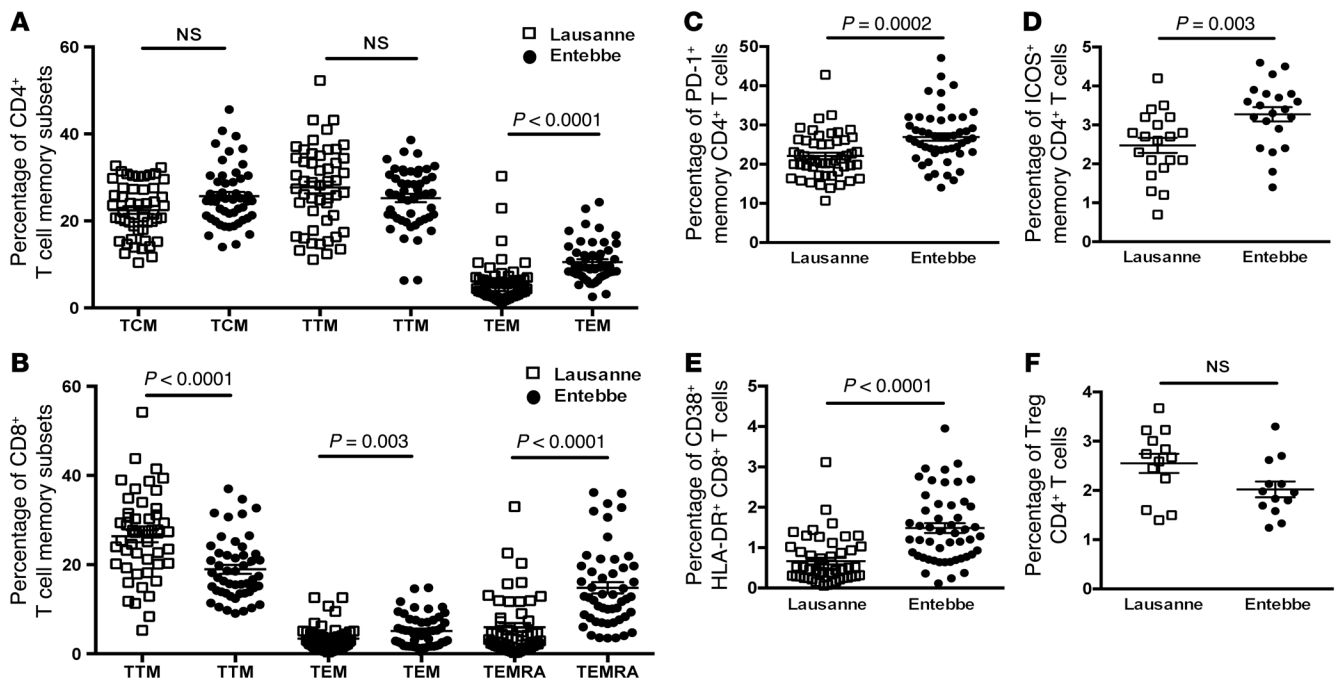 A
Percentage of CD4⁺
T cell memory subsets
60
40
20
0
NS
NS
P < 0.0001
Lausanne
Entebbe
TCM
TCM
TTM
TTM
TEM
TEM
B
Percentage of CD8⁺
T cell memory subsets
60
40
20
0
P < 0.0001
P = 0.003
P < 0.0001
Lausanne
Entebbe
TTM
TTM
TEM
TEM
TEMRA
TEMRA
C
Percentage of PD-1⁺
memory CD4⁺ T cells
P = 0.0002
50
40
30
20
10
0
Lausanne
Entebbe
D
Percentage of ICOS⁺
memory CD4⁺ T cells
P = 0.003
5
4
3
2
1
0
Lausanne
Entebbe
E
Percentage of CD38⁺
HLA-DR⁺ CD8⁺ T cells
P < 0.0001
5
4
3
2
1
0
Lausanne
Entebbe
F
Percentage of Treg
CD4⁺ T cells
NS
4
3
2
1
0
Lausanne
Entebbe